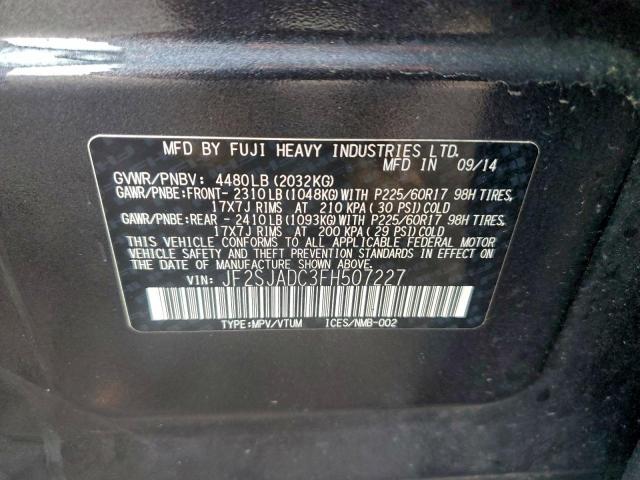 MFD BY FUJI HEAVY INDUSTRIES LTD.
MFD IN 09/14
GVWR/PNBV: 4480LB(2032KG)
GAWR/PNBE:FRONT- 2310LB(1048KG)WITH P225/60R17 98H TIRES,
17X7J RIMS AT 210 KPA(30 PSI)COLD
GAWR/PNBE:REAR - 2410LB(1093KG)WITH P225/60R17 98H TIRES,
17X7J RIMS AT 200 KPA(29 PSI)COLD
THIS VEHICLE CONFORMS TO ALL APPLICABLE FEDERAL MOTOR
VEHICLE SAFETY AND THEFT PREVENTION STANDARDS IN EFFECT ON
THE DATE OF MANUFACTURE SHOWN ABOVE.
VIN: JF2SJADC3FH507227
TYPE:MPV/VTUM ICES/NMB-002